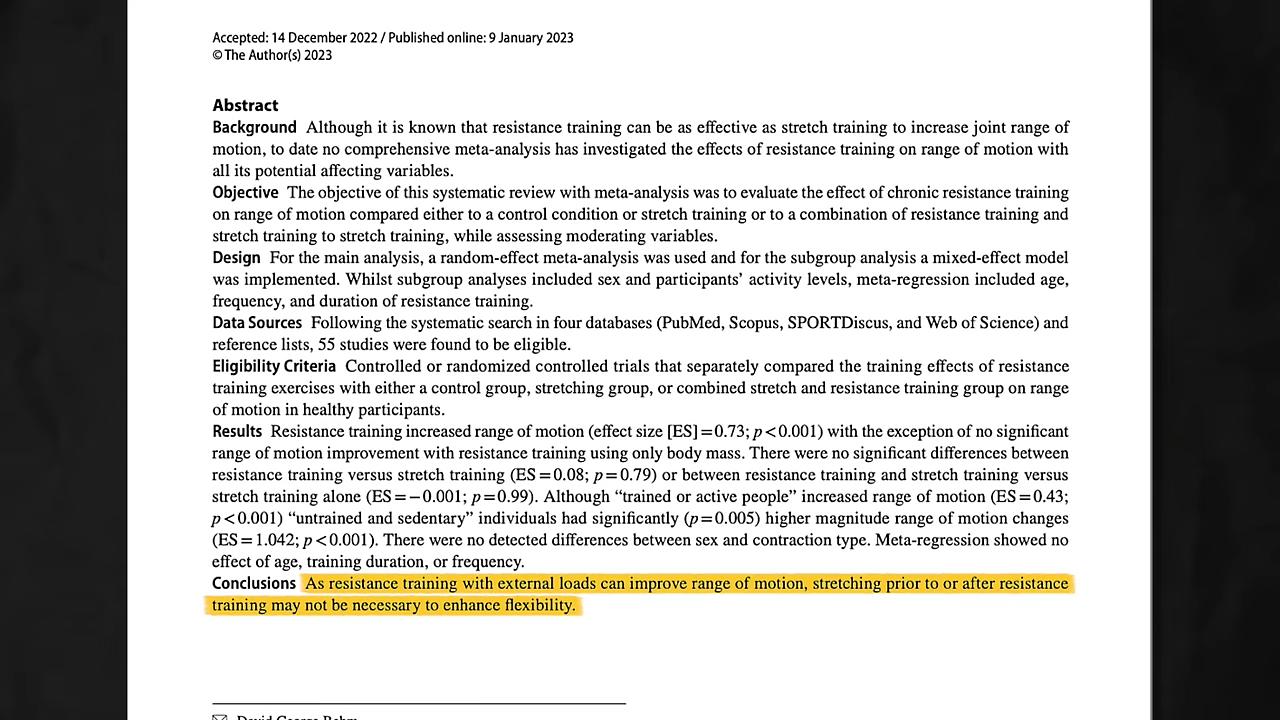 Accepted: 14 December 2022 / Published online: 9 January 2023
© The Author(s) 2023
Abstract
Background Although it is known that resistance training can be as effective as stretch training to increase joint range of
motion, to date no comprehensive meta-analysis has investigated the effects of resistance training on range of motion with
all its potential affecting variables.
Objective The objective of this systematic review with meta-analysis was to evaluate the effect of chronic resistance training
on range of motion compared either to a control condition or stretch training or to a combination of resistance training and
stretch training to stretch training, while assessing moderating variables.
Design For the main analysis, a random-effect meta-analysis was used and for the subgroup analysis a mixed-effect model
was implemented. Whilst subgroup analyses included sex and participants' activity levels, meta-regression included age,
frequency, and duration of resistance training.
Data Sources Following the systematic search in four databases (PubMed, Scopus, SPORTDiscus, and Web of Science) and
reference lists, 55 studies were found to be eligible.
Eligibility Criteria Controlled or randomized controlled trials that separately compared the training effects of resistance
training exercises with either a control group, stretching group, or combined stretch and resistance training group on range
of motion in healthy participants.
Results Resistance training increased range of motion (effect size [ES]=0.73; p<0.001) with the exception of no significant
range of motion improvement with resistance training using only body mass. There were no significant differences between
resistance training versus stretch training (ES=0.08; p=0.79) or between resistance training and stretch training versus
stretch training alone (ES=−0.001; p=0.99). Although “trained or active people” increased range of motion (ES=0.43;
p<0.001) “untrained and sedentary” individuals had significantly (p=0.005) higher magnitude range of motion changes
(ES=1.042; p<0.001). There were no detected differences between sex and contraction type. Meta-regression showed no
effect of age, training duration, or frequency.
Conclusions As resistance training with external loads can improve range of motion, stretching prior to or after resistance
training may not be necessary to enhance flexibility.
David George Behm